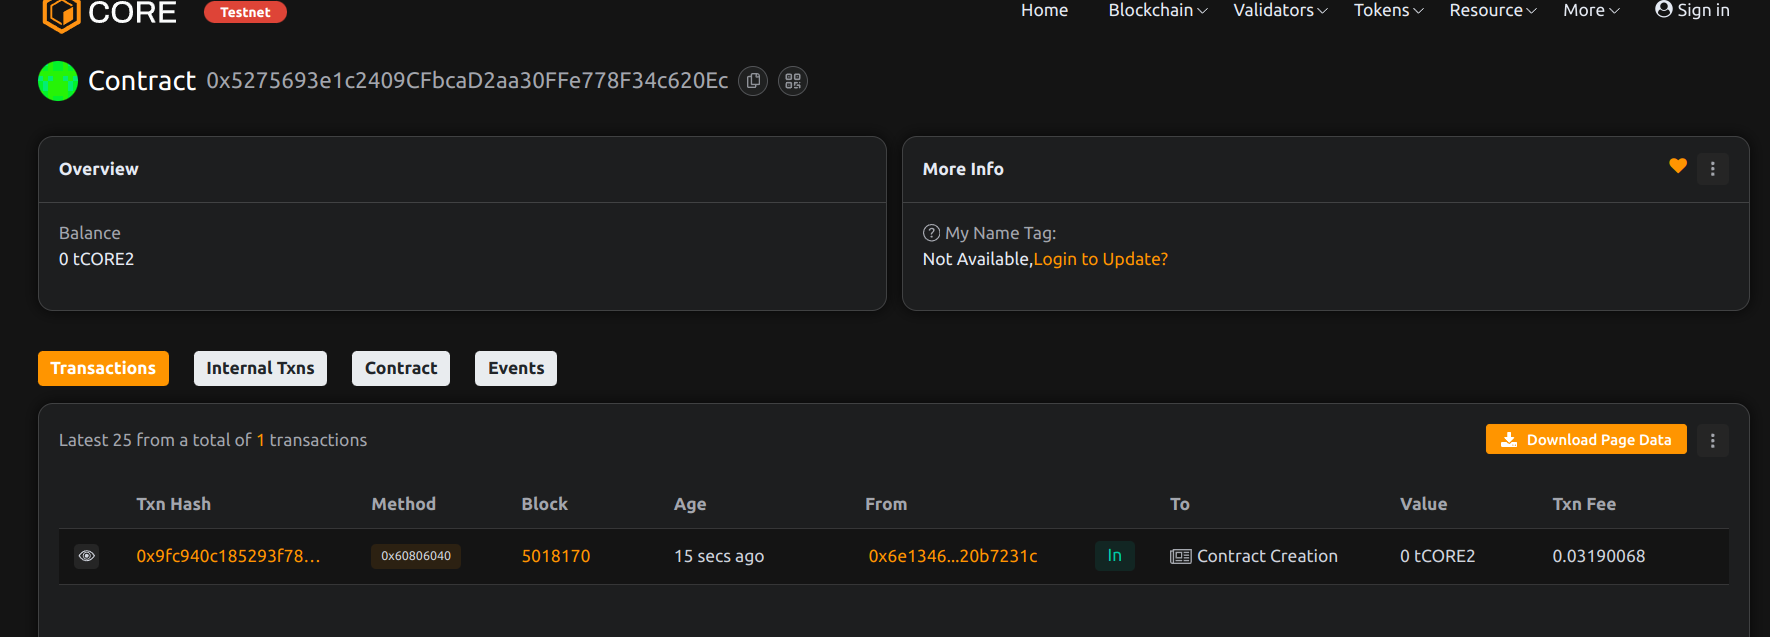 CORE Testnet Home Blockchain Validators Tokens Resource More Sign in
Contract 0x5275693e1c2409CFbcaD2aa30FFe778F34c620Ec
Overview
Balance
0 tCORE2
More Info
My Name Tag:
Not Available,Login to Update?
Transactions Internal Txns Contract Events
Latest 25 from a total of 1 transactions
Download Page Data
Txn Hash Method Block Age From To Value Txn Fee
0x9fc940c185293f78... 0x60806040 5018170 15 secs ago 0x6e1346...20b7231c In Contract Creation 0 tCORE2 0.03190068